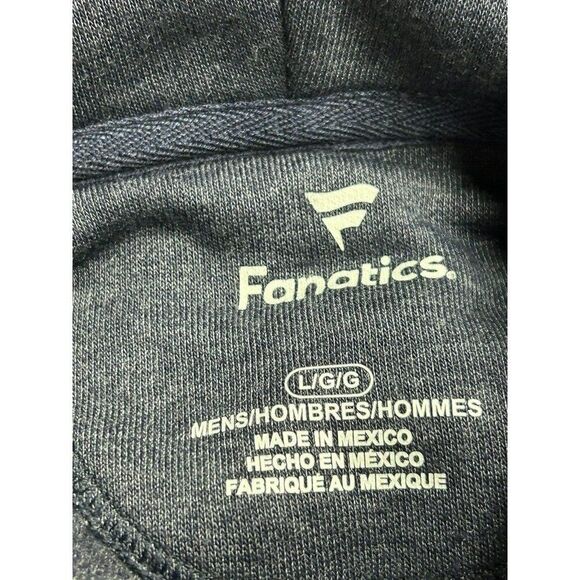 Fanatics.
L/G/G
MENS/HOMBRES/HOMMES
MADE IN MEXICO
HECHO EN MÉXICO
FABRIQUÉ AU MEXIQUE